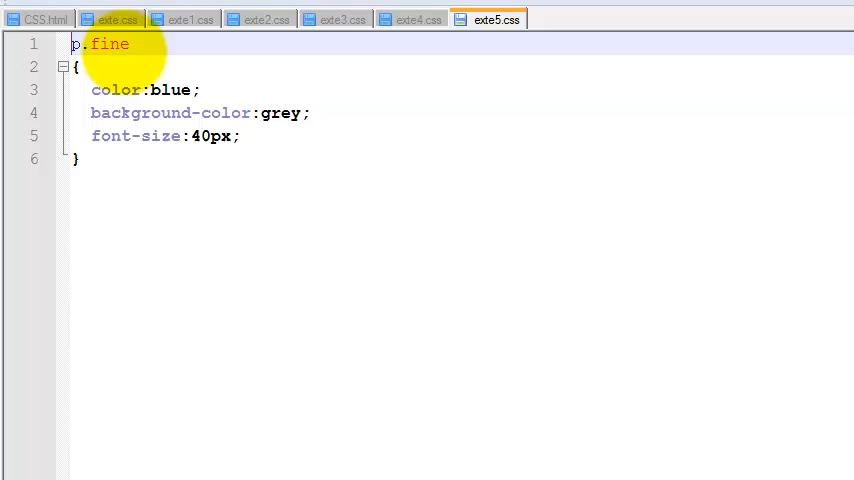 CSS.html exte.css exte1.css exte2.css exte3.css exte4.css exte5.css
1 p.fine
2 {
3 color:blue;
4 background-color:grey;
5 font-size:40px;
6 }